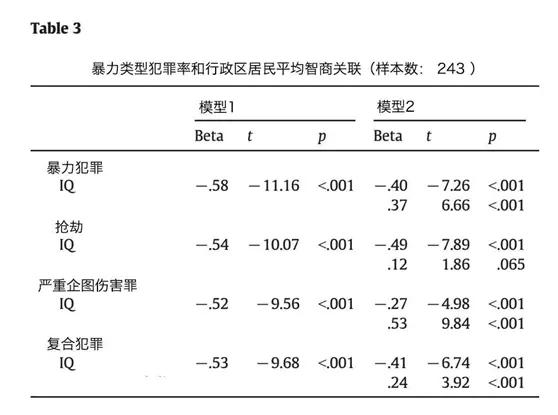 Table 3
暴力类型犯罪率和行政区居民平均智商关联（样本数： 243 ）
模型1 模型2
Beta t p Beta t p
暴力犯罪
IQ −.58 −11.16 <.001 −.40 −7.26 <.001
.37 6.66 <.001
抢劫
IQ −.54 −10.07 <.001 −.49 −7.89 <.001
.12 1.86 .065
严重企图伤害罪
IQ −.52 −9.56 <.001 −.27 −4.98 <.001
.53 9.84 <.001
复合犯罪
IQ −.53 −9.68 <.001 −.41 −6.74 <.001
.24 3.92 <.001